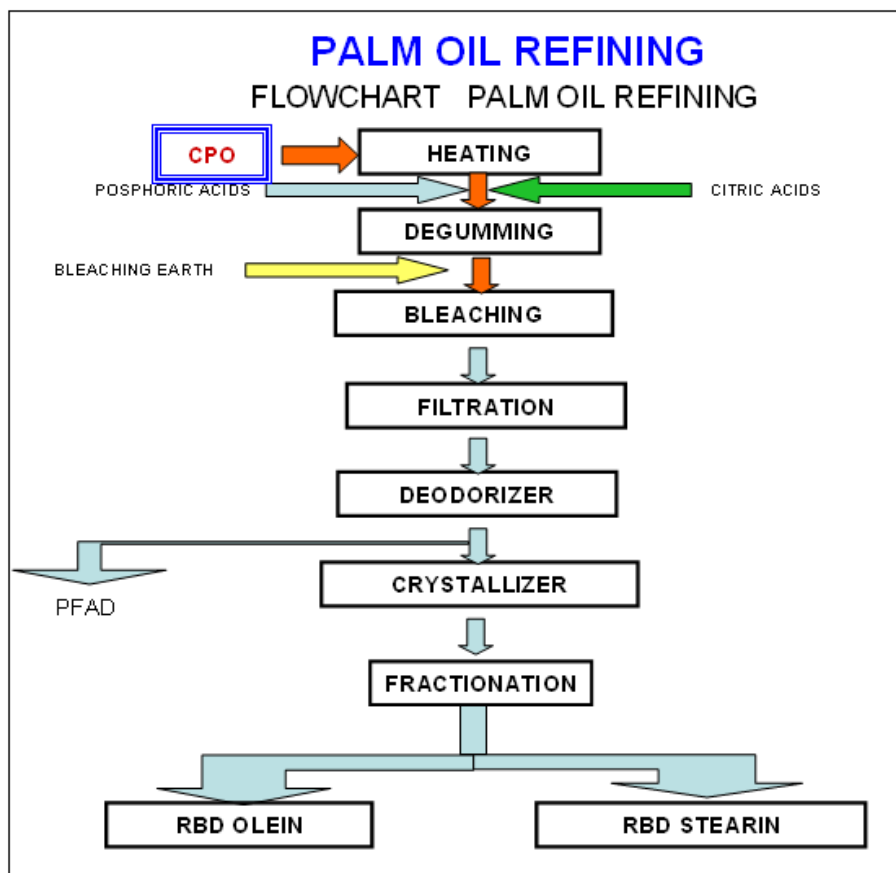 PALM OIL REFINING
FLOWCHART PALM OIL REFINING
CPO
HEATING
POSPHORIC ACIDS
CITRIC ACIDS
DEGUMMING
BLEACHING EARTH
BLEACHING
FILTRATION
DEODORIZER
CRYSTALLIZER
PFAD
FRACTIONATION
RBD OLEIN
RBD STEARIN